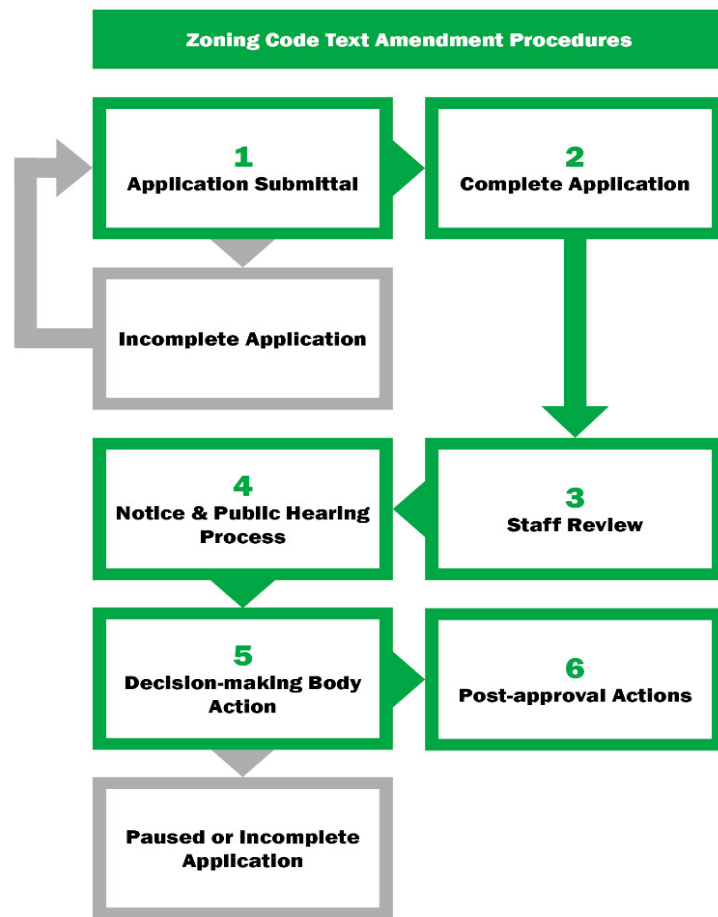 Zoning Code Text Amendment Procedures
1
Application Submittal
2
Complete Application
Incomplete Application
4
Notice & Public Hearing
Process
3
Staff Review
5
Decision-making Body
Action
6
Post-approval Actions
Paused or Incomplete
Application